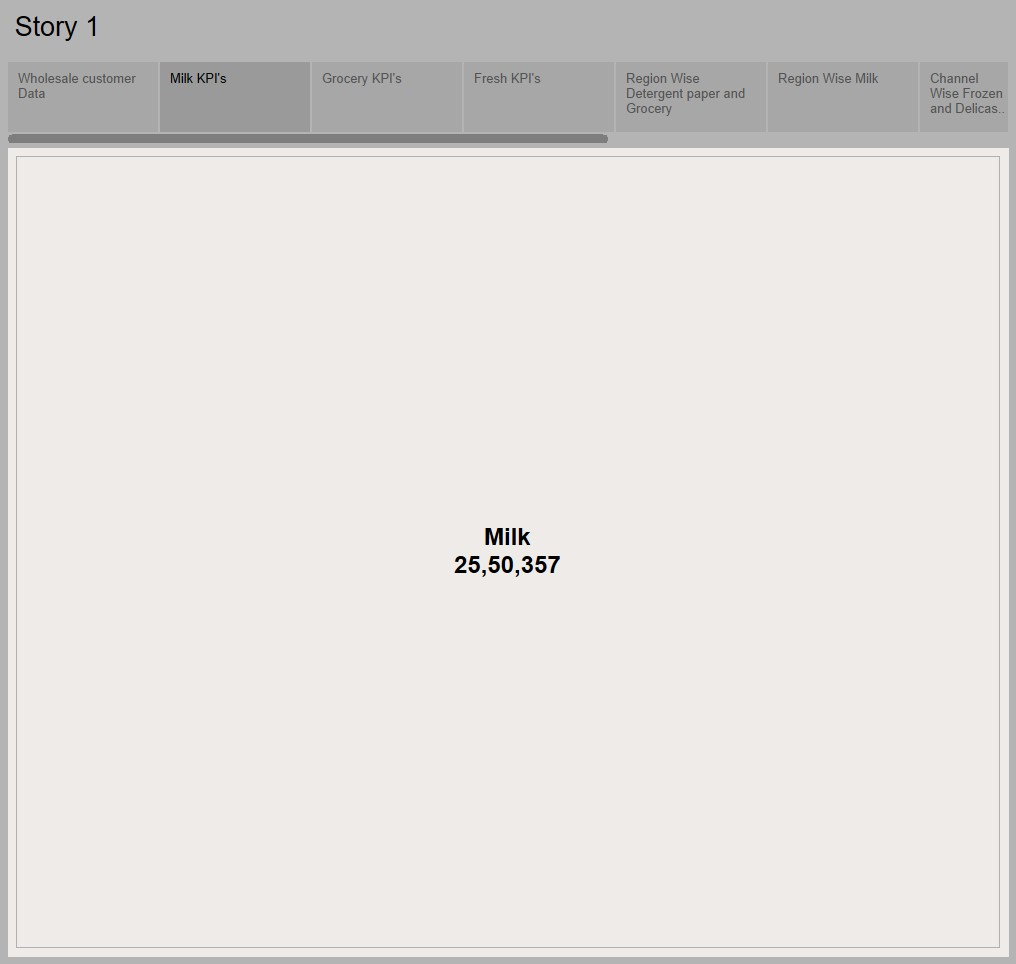 Story 1
Wholesale customer
Data
Milk KPI's
Grocery KPI's
Fresh KPI's
Region Wise
Detergent paper and
Grocery
Region Wise Milk
Channel
Wise Frozen
and Delicas..
Milk
25,50,357